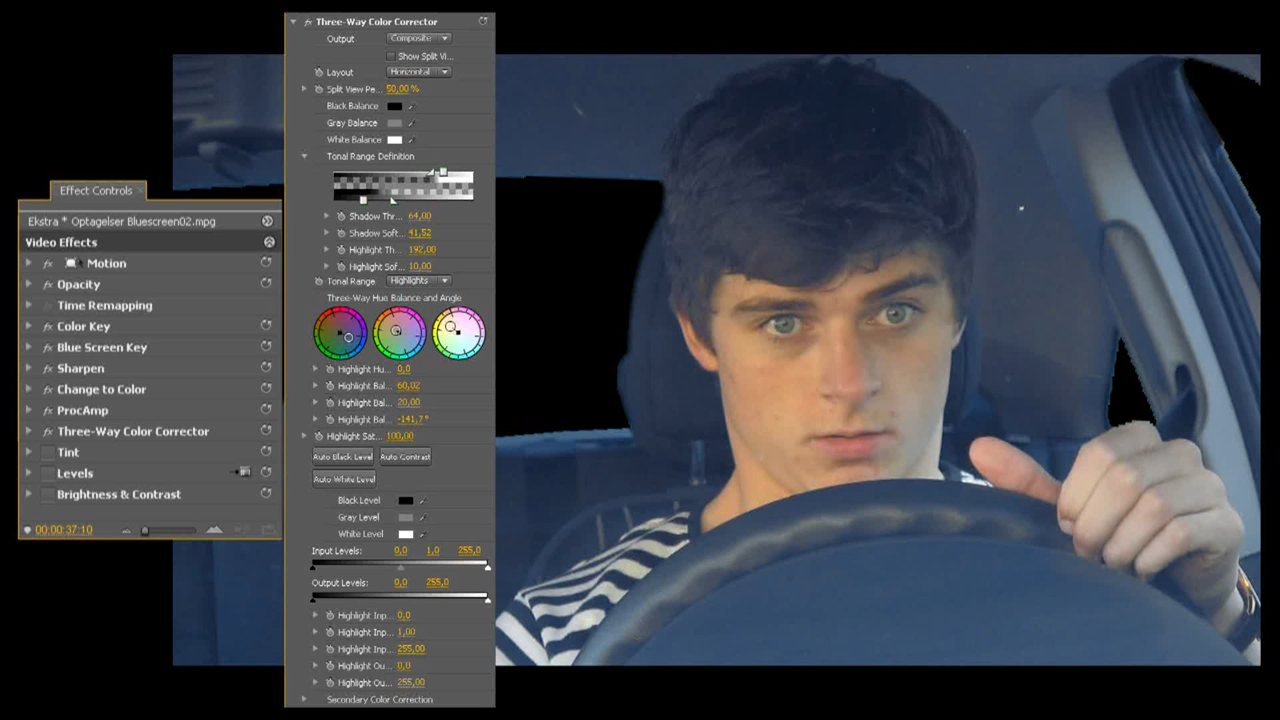 Effect Controls
Ekstra * Optagelser Bluescreen02.mpg
Video Effects
Motion
Opacity
Time Remapping
Color Key
Blue Screen Key
Sharpen
Change to Color
ProcAmp
Three-Way Color Corrector
Tint
Levels
Brightness & Contrast
00:00:37:10
Three-Way Color Corrector
Output Composite
Show Split Vi...
Layout Horizontal
Split View Pe... 50,00 %
Black Balance
Gray Balance
White Balance
Tonal Range Definition
Shadow Thr... 64,00
Shadow Soft... 41,52
Highlight Th... 192,00
Highlight Sof... 10,00
Tonal Range Highlights
Three-Way Hue Balance and Angle
Highlight Hu... 0,0
Highlight Bal... 60,02
Highlight Bal... 20,00
Highlight Bal... -141,7°
Highlight Sat... 100,00
Auto Black Level Auto Contrast
Auto White Level
Black Level
Gray Level
White Level
Input Levels: 0,0 1,0 255,0
Output Levels: 0,0 255,0
Highlight Inp... 0,0
Highlight Inp... 1,00
Highlight Inp... 255,00
Highlight Ou... 0,0
Highlight Ou... 255,00
Secondary Color Correction